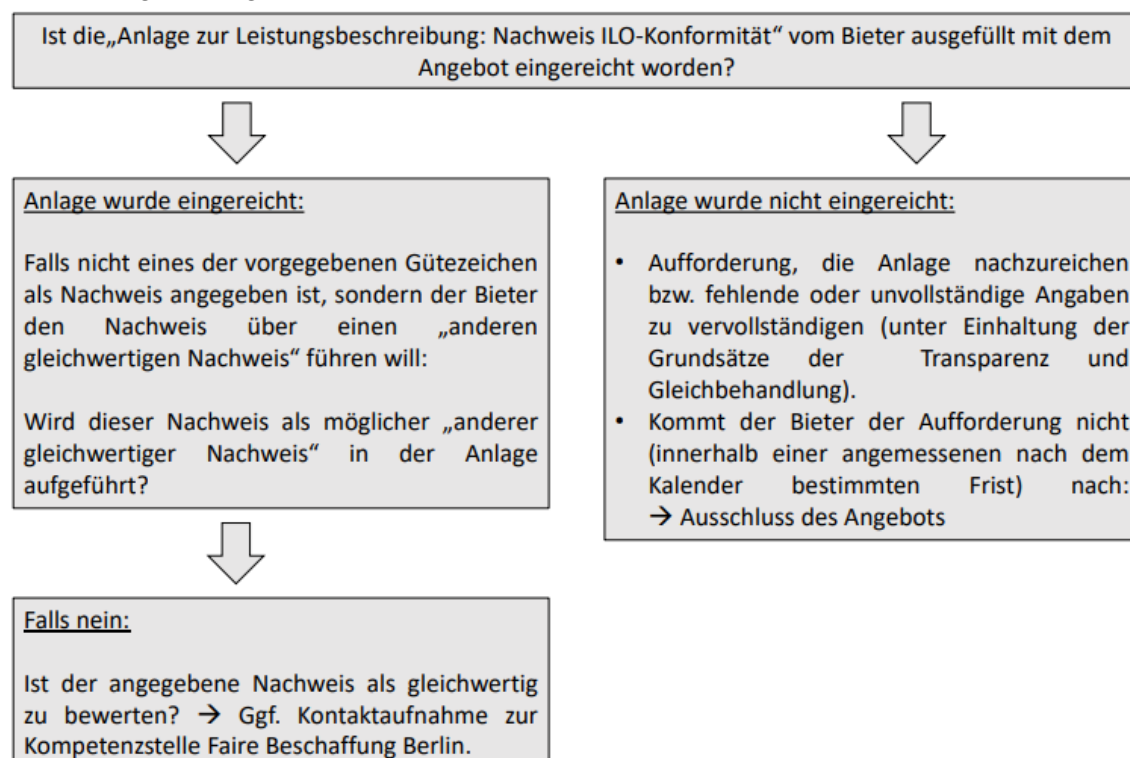 Ist die„Anlage zur Leistungsbeschreibung: Nachweis ILO-Konformität“ vom Bieter ausgefüllt mit dem
Angebot eingereicht worden?
Anlage wurde eingereicht:
Falls nicht eines der vorgegebenen Gütezeichen
als Nachweis angegeben ist, sondern der Bieter
den Nachweis über einen „anderen
gleichwertigen Nachweis“ führen will:
Wird dieser Nachweis als möglicher „anderer
gleichwertiger Nachweis“ in der Anlage
aufgeführt?
Anlage wurde nicht eingereicht:
• Aufforderung, die Anlage nachzureichen
bzw. fehlende oder unvollständige Angaben
zu vervollständigen (unter Einhaltung der
Grundsätze der Transparenz und
Gleichbehandlung).
• Kommt der Bieter der Aufforderung nicht
(innerhalb einer angemessenen nach dem
Kalender bestimmten Frist) nach:
→ Ausschluss des Angebots
Falls nein:
Ist der angegebene Nachweis als gleichwertig
zu bewerten? → Ggf. Kontaktaufnahme zur
Kompetenzstelle Faire Beschaffung Berlin.